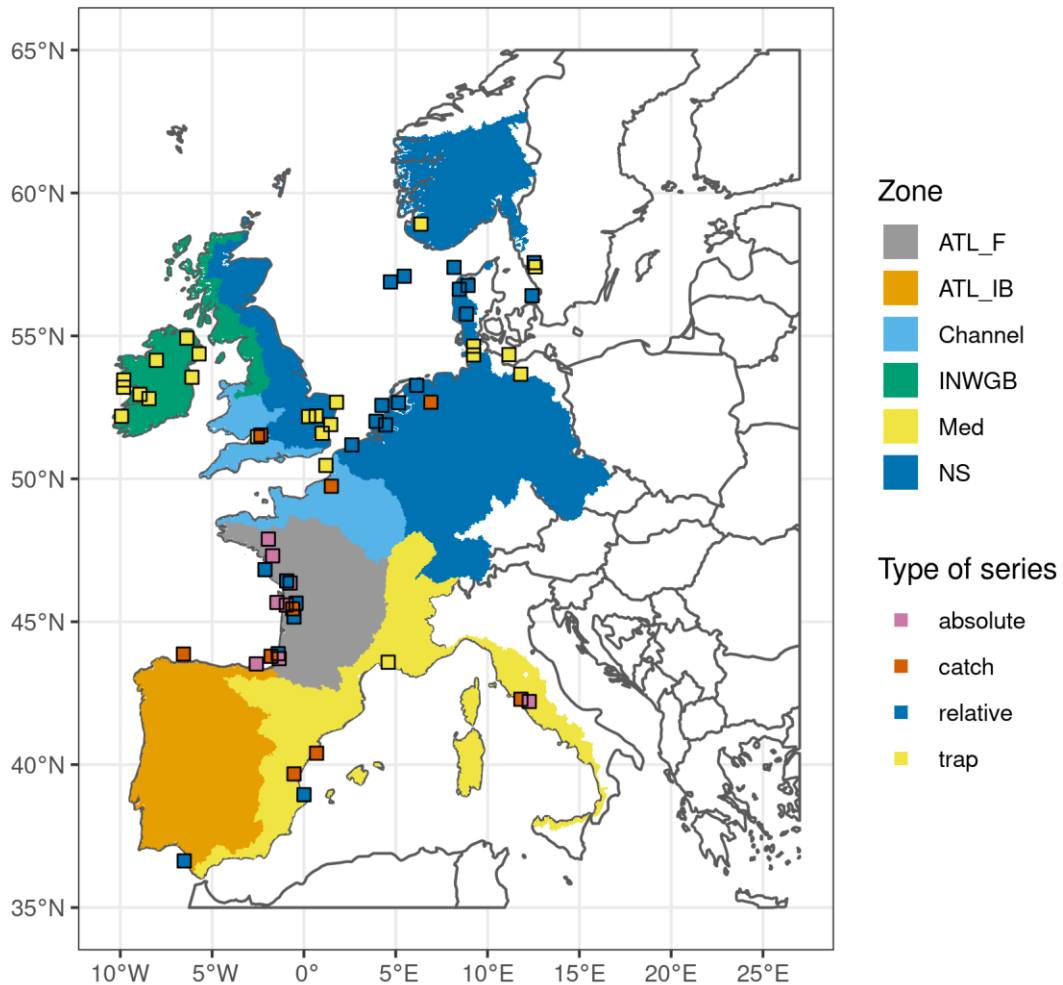 65°N
60°N
55°N
50°N
45°N
40°N
35°N
10°W 5°W 0° 5°E 10°E 15°E 20°E 25°E
Zone
ATL_F
ATL_IB
Channel
INWGB
Med
NS
Type of series
absolute
catch
relative
trap